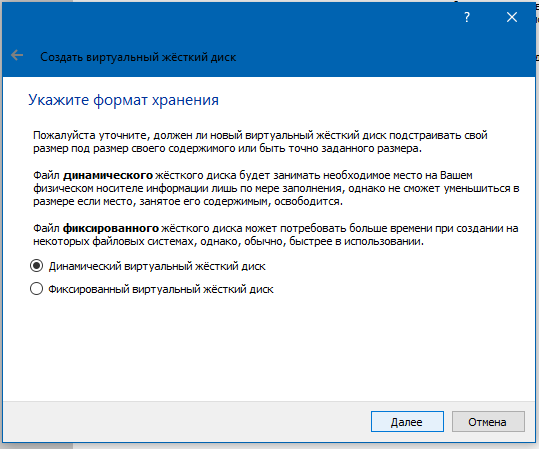 ?
Создать виртуальный жёсткий диск
Укажите формат хранения
Пожалуйста уточните, должен ли новый виртуальный жёсткий диск подстраивать свой
размер под размер своего содержимого или быть точно заданного размера.
Файл динамического жёсткого диска будет занимать необходимое место на Вашем
физическом носителе информации лишь по мере заполнения, однако не сможет уменьшиться в
размере если место, занятое его содержимым, освободится.
Файл фиксированного жёсткого диска может потребовать больше времени при создании на
некоторых файловых системах, однако, обычно, быстрее в использовании.
Динамический виртуальный жёсткий диск
Фиксированный виртуальный жёсткий диск
Далее
Отмена